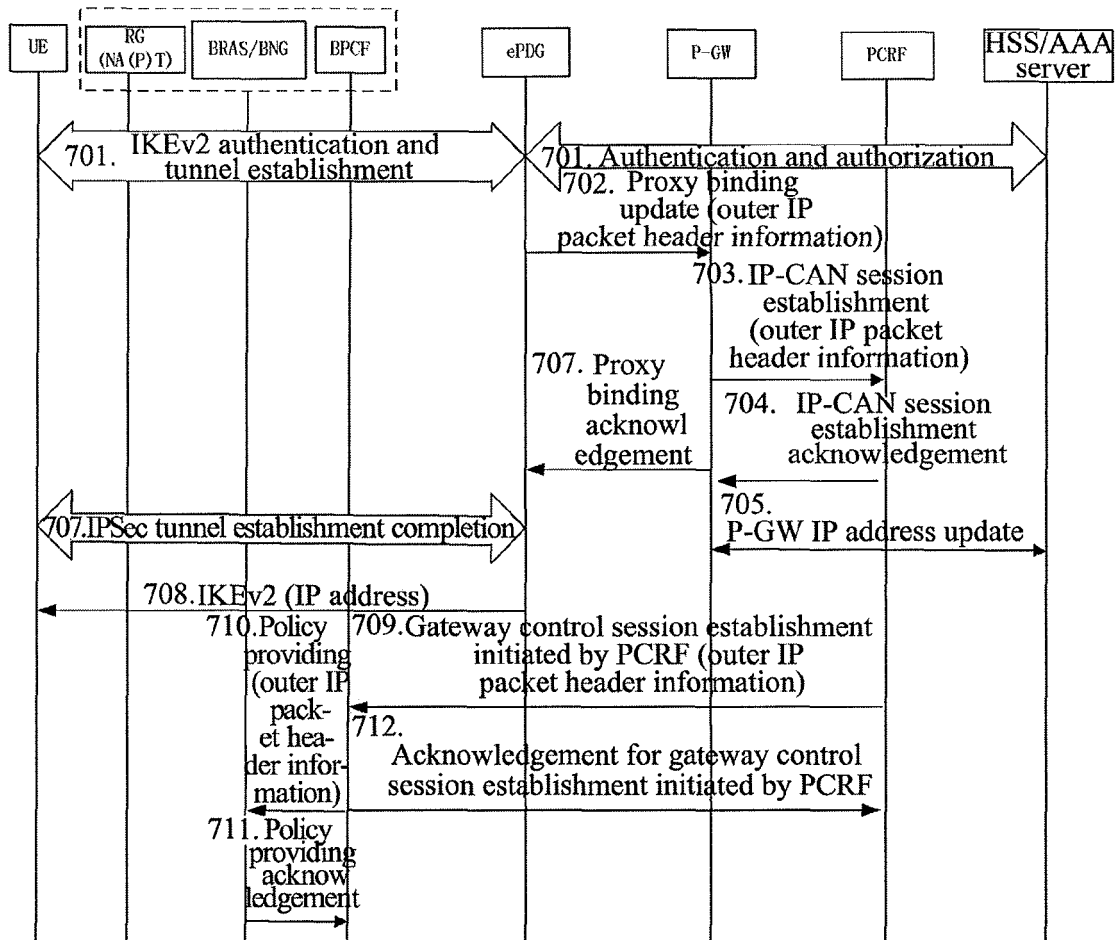 UE
RG
(NA(P)T)
BRAS/BNG
BPCF
ePDG
P-GW
PCRF
HSS/AAA
server
701. IKEv2 authentication and
tunnel establishment
701. Authentication and authorization
702. Proxy binding
update (outer IP
packet header information)
703. IP-CAN session
establishment
(outer IP packet
header information)
707. Proxy
binding
acknowl
edgement
704. IP-CAN session
establishment
acknowledgement
705.
P-GW IP address update
707.IPSec tunnel establishment completion
708.IKEv2 (IP address)
710.Policy
providing
(outer IP
pack-
et hea-
der infor-
mation)
709.Gateway control session establishment
initiated by PCRF (outer IP
packet header information)
712.
Acknowledgement for gateway control
session establishment initiated by PCRF
711.Policy
providing
acknow
ledgement